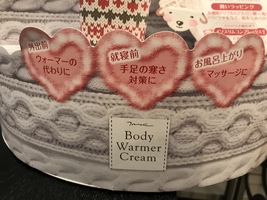 外出前
ウォーマーの
代わりに
就寝前
手足の寒さ
対策に
お風呂上がり
マッサージに
Body
Warmer
Cream